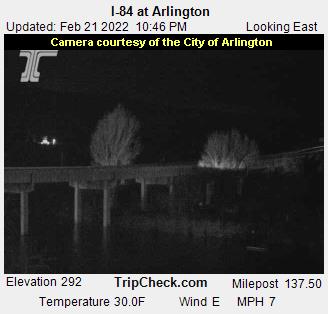 I-84 at Arlington
Updated: Feb 21 2022 10:46 PM Looking East
Camera courtesy of the City of Arlington
Elevation 292 TripCheck.com Milepost 137.50
Temperature 30.0F Wind E MPH 7